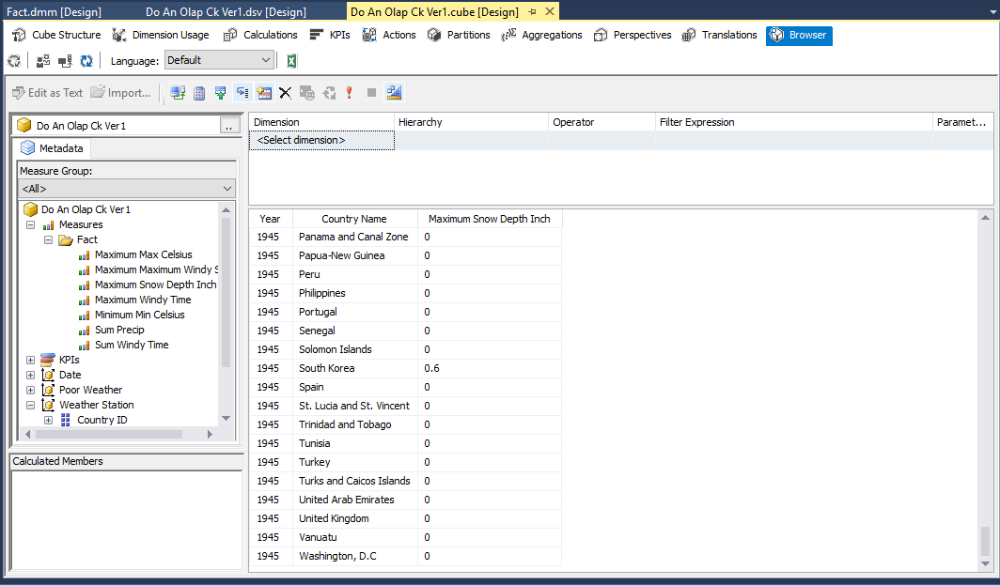 Fact.dmm [Design] Do An Olap Ck Ver1.dsv [Design] Do An Olap Ck Ver1.cube [Design]
Cube Structure Dimension Usage Calculations KPIs Actions Partitions Aggregations Perspectives Translations Browser
Language: Default
Edit as Text Import...
Do An Olap Ck Ver1 ..
Metadata
Measure Group:
<All>
Do An Olap Ck Ver1
Measures
Fact
Maximum Max Celsius
Maximum Maximum Windy S
Maximum Snow Depth Inch
Maximum Windy Time
Minimum Min Celsius
Sum Precip
Sum Windy Time
KPIs
Date
Poor Weather
Weather Station
Country ID
Calculated Members
Dimension Hierarchy Operator Filter Expression Paramet...
<Select dimension>
Year Country Name Maximum Snow Depth Inch
1945 Panama and Canal Zone 0
1945 Papua-New Guinea 0
1945 Peru 0
1945 Philippines 0
1945 Portugal 0
1945 Senegal 0
1945 Solomon Islands 0
1945 South Korea 0.6
1945 Spain 0
1945 St. Lucia and St. Vincent 0
1945 Trinidad and Tobago 0
1945 Tunisia 0
1945 Turkey 0
1945 Turks and Caicos Islands 0
1945 United Arab Emirates 0
1945 United Kingdom 0
1945 Vanuatu 0
1945 Washington, D.C 0